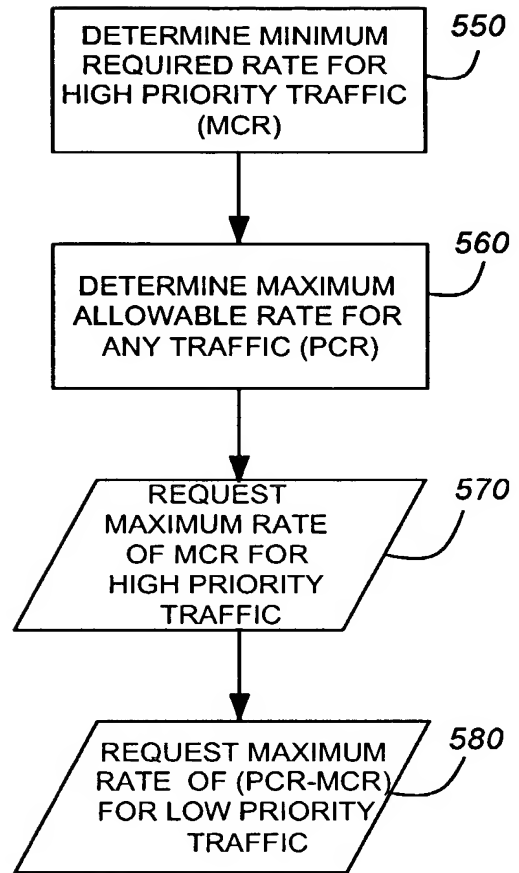 DETERMINE MINIMUM
REQUIRED RATE FOR
HIGH PRIORITY TRAFFIC
(MCR)
550
DETERMINE MAXIMUM
ALLOWABLE RATE FOR
ANY TRAFFIC (PCR)
560
REQUEST
MAXIMUM RATE
OF MCR FOR
HIGH PRIORITY
TRAFFIC
570
REQUEST MAXIMUM
RATE OF (PCR-MCR)
FOR LOW PRIORITY
TRAFFIC
580